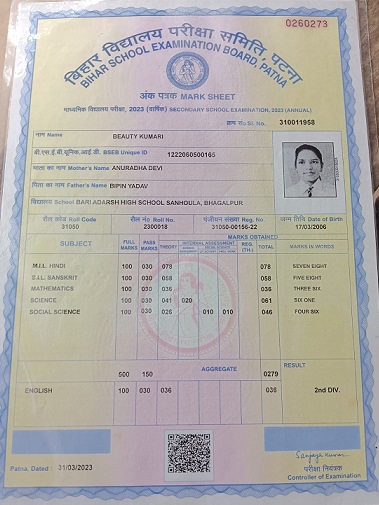 0260273
बिहार विद्यालय परीक्षा समिति, पटना
BIHAR SCHOOL EXAMINATION BOARD, PATNA
अंक पत्रक MARK SHEET
माध्यमिक विद्यालय परीक्षा, 2023 (वार्षिक) SECONDARY SCHOOL EXAMINATION, 2023 (ANNUAL)
क्रम सं./Sl. No. 310011958
नाम Name BEAUTY KUMARI
बी.एस.ई.बी.यूनिक.आई.डी. BSEB Unique ID 1222060500165
माता का नाम Mother's Name ANURADHA DEVI
पिता का नाम Father's Name BIPIN YADAV
विद्यालय School BARI ADARSH HIGH SCHOOL SANHOULA, BHAGALPUR
रौल कोड Roll Code रौल नं० Roll No. पंजीयन संख्या Reg. No. जन्म तिथि Date of Birth
31050 2300018 31050-00156-22 17/03/2006
MARKS OBTAINED
SUBJECT FULL MARKS PASS MARKS THEORY INTERNAL ASSESSMENT REG. (TH.) TOTAL MARKS IN WORDS
M.I.L. HINDI 100 030 078 078 SEVEN EIGHT
S.I.L. SANSKRIT 100 030 058 058 FIVE EIGHT
MATHEMATICS 100 030 036 036 THREE SIX
SCIENCE 100 030 041 020 061 SIX ONE
SOCIAL SCIENCE 100 030 026 010 010 046 FOUR SIX
AGGREGATE RESULT
500 150 0279
ENGLISH 100 030 036 036 2nd DIV.
Sanjay Kumar
Patna Dated : 31/03/2023 परीक्षा नियंत्रक
Controller of Examination